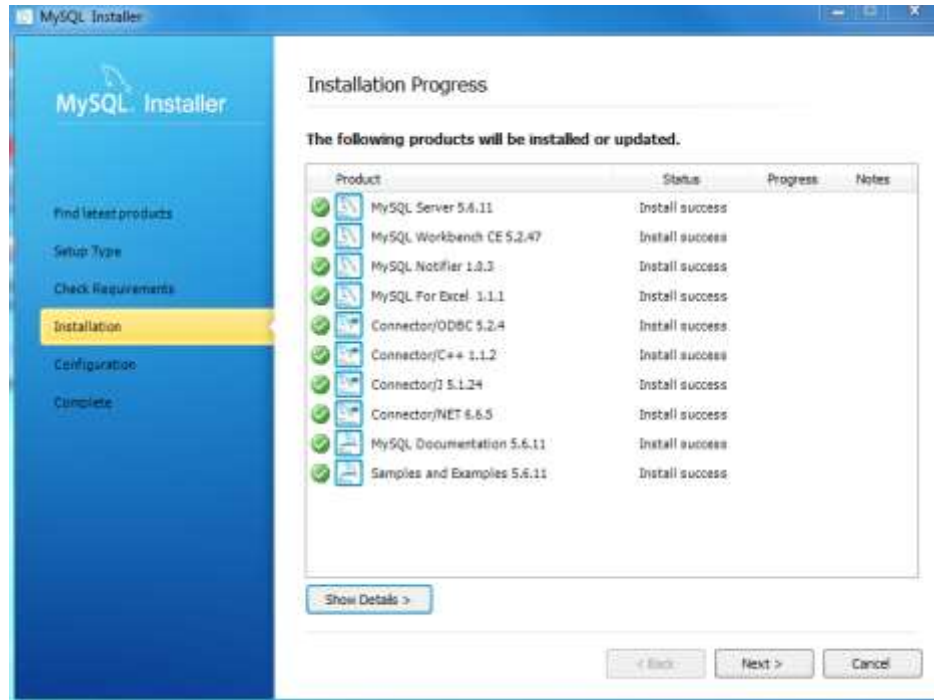 MySQL Installer
MySQL Installer
Find latest products
Setup Type
Check Requirements
Installation
Configuration
Complete
Installation Progress
The following products will be installed or updated.
Product Status Progress Notes
MySQL Server 5.6.11 Install success
MySQL Workbench CE 5.2.47 Install success
MySQL Notifier 1.0.3 Install success
MySQL For Excel 1.1.1 Install success
Connector/ODBC 5.2.4 Install success
Connector/C++ 1.1.2 Install success
Connector/J 5.1.24 Install success
Connector/NET 6.6.5 Install success
MySQL Documentation 5.6.11 Install success
Samples and Examples 5.6.11 Install success
Show Details >
< Back Next > Cancel